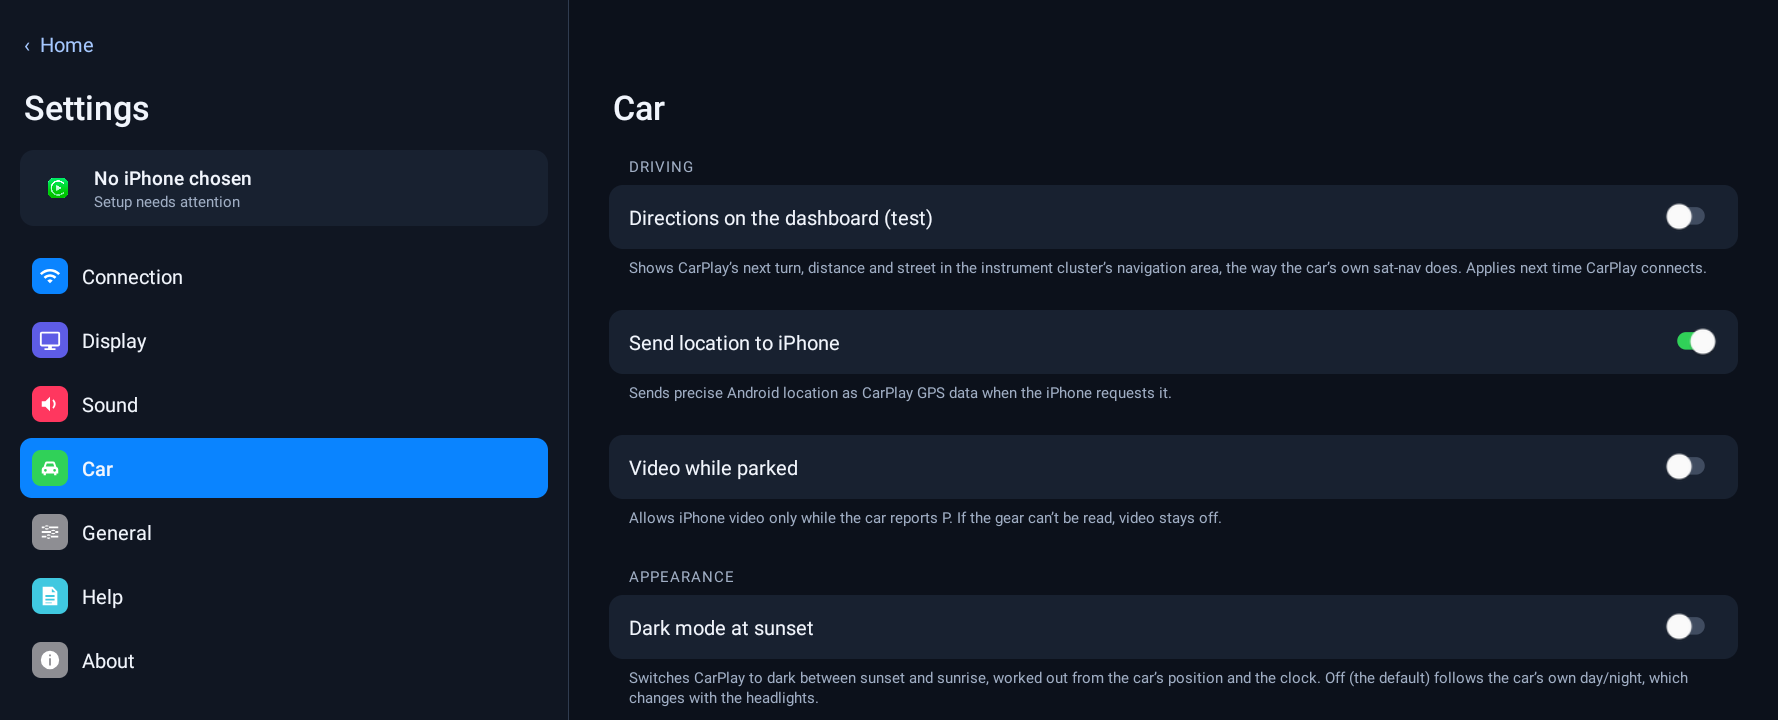 ‹ Home
Settings
No iPhone chosen
Setup needs attention
Connection
Display
Sound
Car
General
Help
About
Car
DRIVING
Directions on the dashboard (test)
Shows CarPlay’s next turn, distance and street in the instrument cluster’s navigation area, the way the car’s own sat-nav does. Applies next time CarPlay connects.
Send location to iPhone
Sends precise Android location as CarPlay GPS data when the iPhone requests it.
Video while parked
Allows iPhone video only while the car reports P. If the gear can’t be read, video stays off.
APPEARANCE
Dark mode at sunset
Switches CarPlay to dark between sunset and sunrise, worked out from the car’s position and the clock. Off (the default) follows the car’s own day/night, which
changes with the headlights.